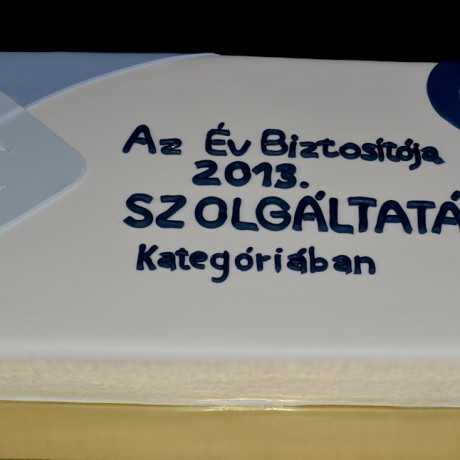 Az Év Biztosítója
2013.
SZOLGÁLTATÁ
Kategóriában